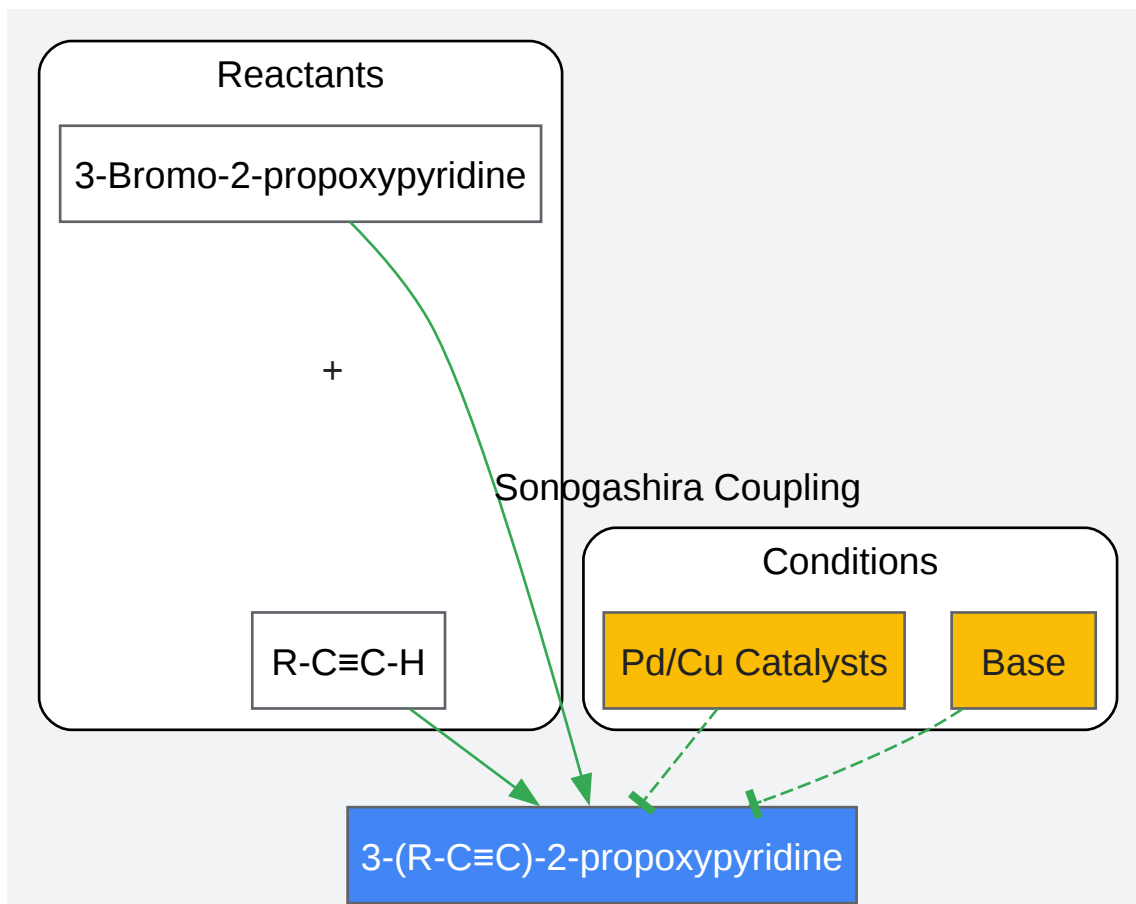 Reactants
3-Bromo-2-propoxypyridine
+
Sonogashira Coupling
Conditions
R-C≡C-H
Pd/Cu Catalysts
Base
3-(R-C≡C)-2-propoxypyridine